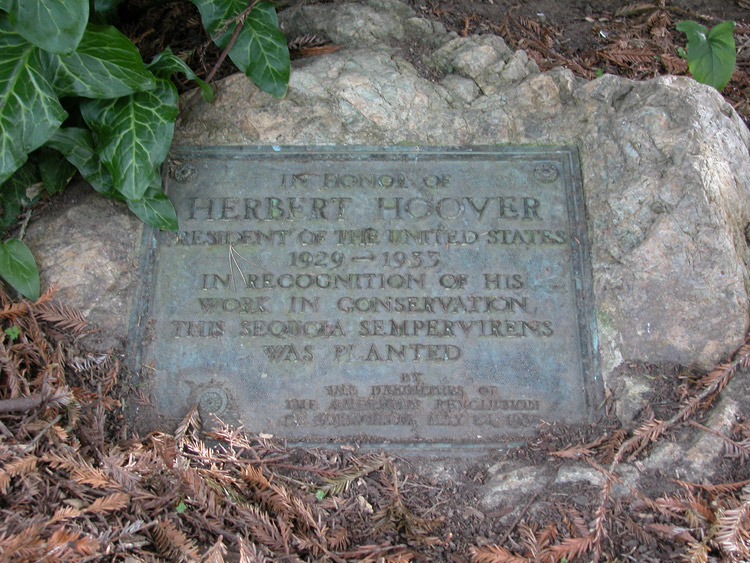 IN HONOR OF
HERBERT HOOVER
PRESIDENT OF THE UNITED STATES
1929 – 1933
IN RECOGNITION OF HIS
WORK IN CONSERVATION
THIS SEQUOIA SEMPERVIRENS
WAS PLANTED
BY
THE DAUGHTERS OF
THE AMERICAN REVOLUTION